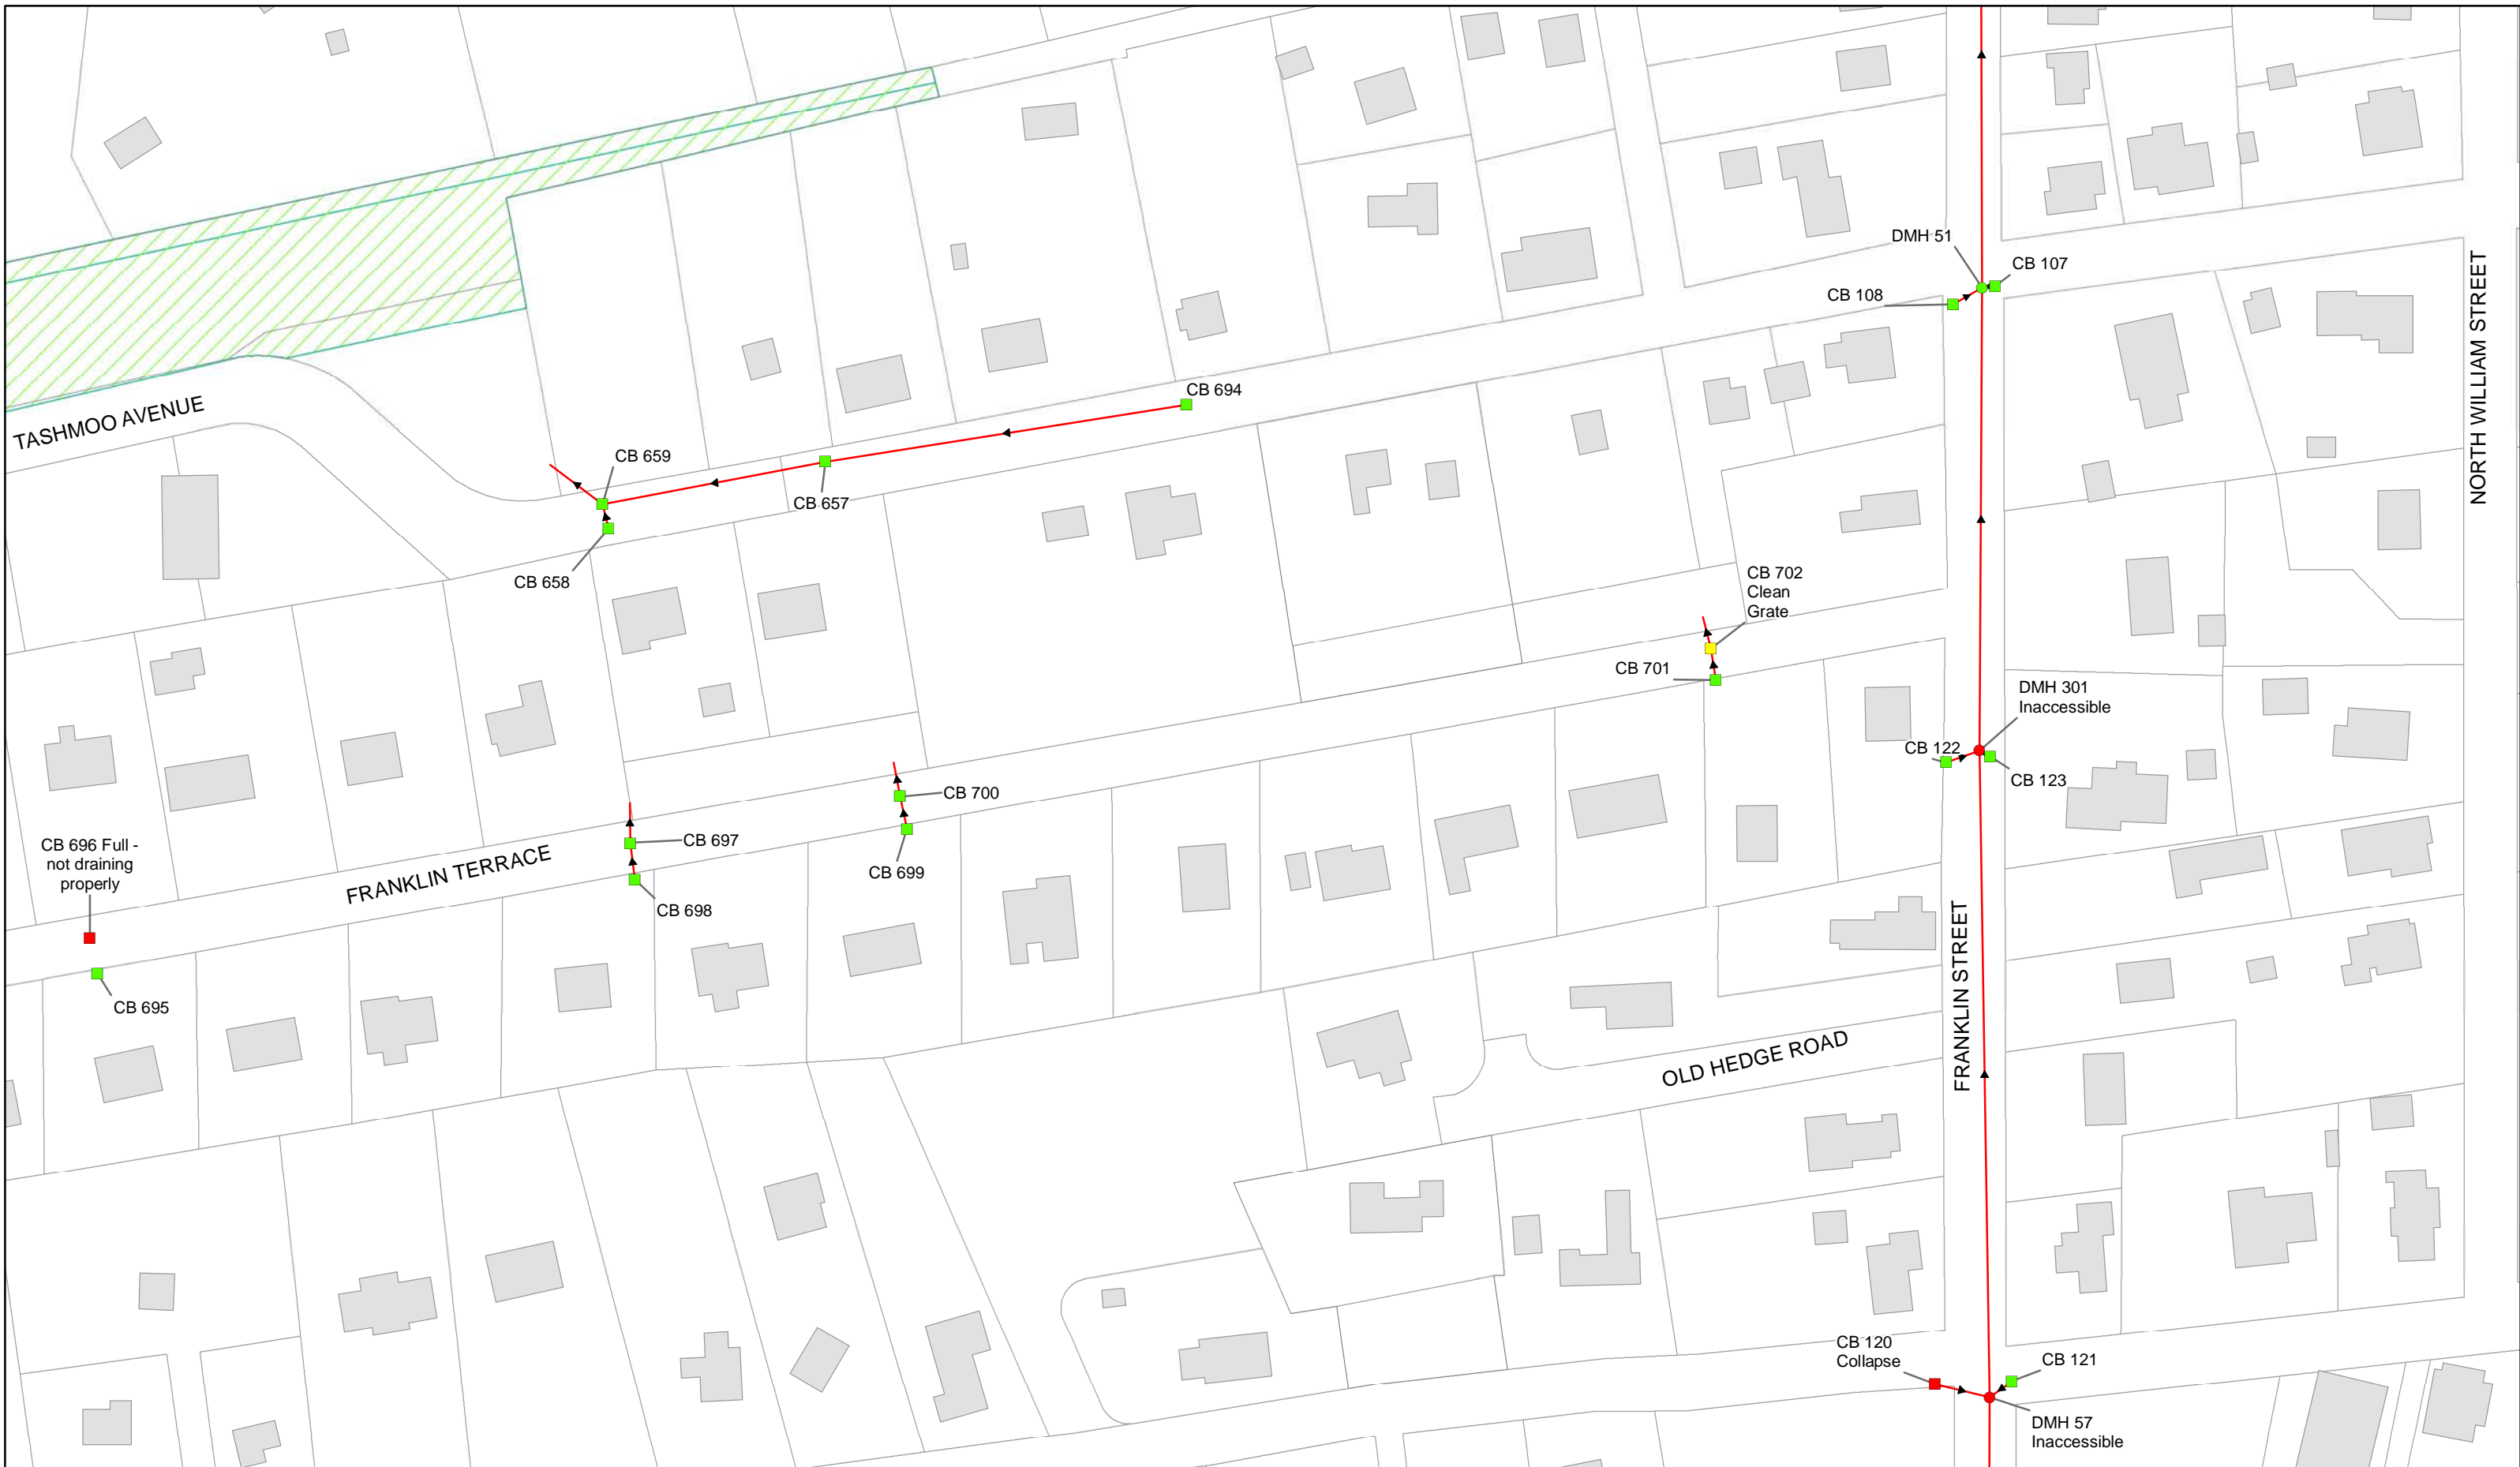 DMH 51
CB 107
CB 108
NORTH WILLIAM STREET
CB 694
TASHMOO AVENUE
CB 659
CB 657
CB 658
CB 702
Clean
Grate
CB 701
DMH 301
Inaccessible
CB 122
CB 123
CB 700
CB 697
CB 696 Full -
not draining
properly
FRANKLIN TERRACE
CB 699
CB 698
FRANKLIN STREET
CB 695
OLD HEDGE ROAD
CB 120
Collapse
CB 121
DMH 57
Inaccessible